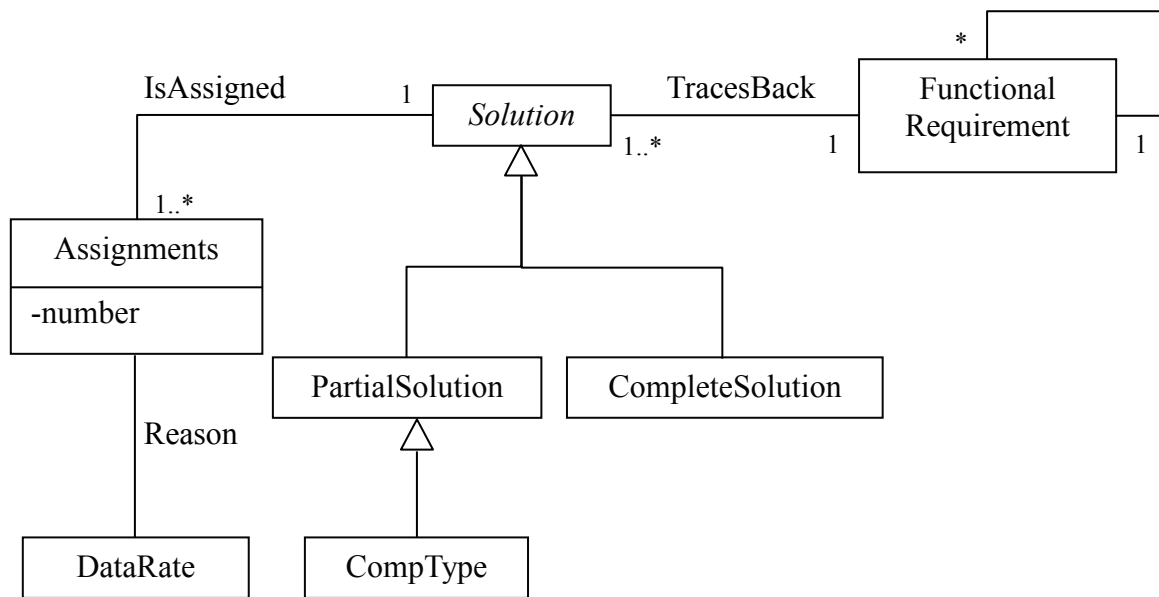 *
IsAssigned
1
Solution
TracesBack
Functional
Requirement
1..*
1
1
1..*
Assignments
-number
PartialSolution
CompleteSolution
Reason
DataRate
CompType